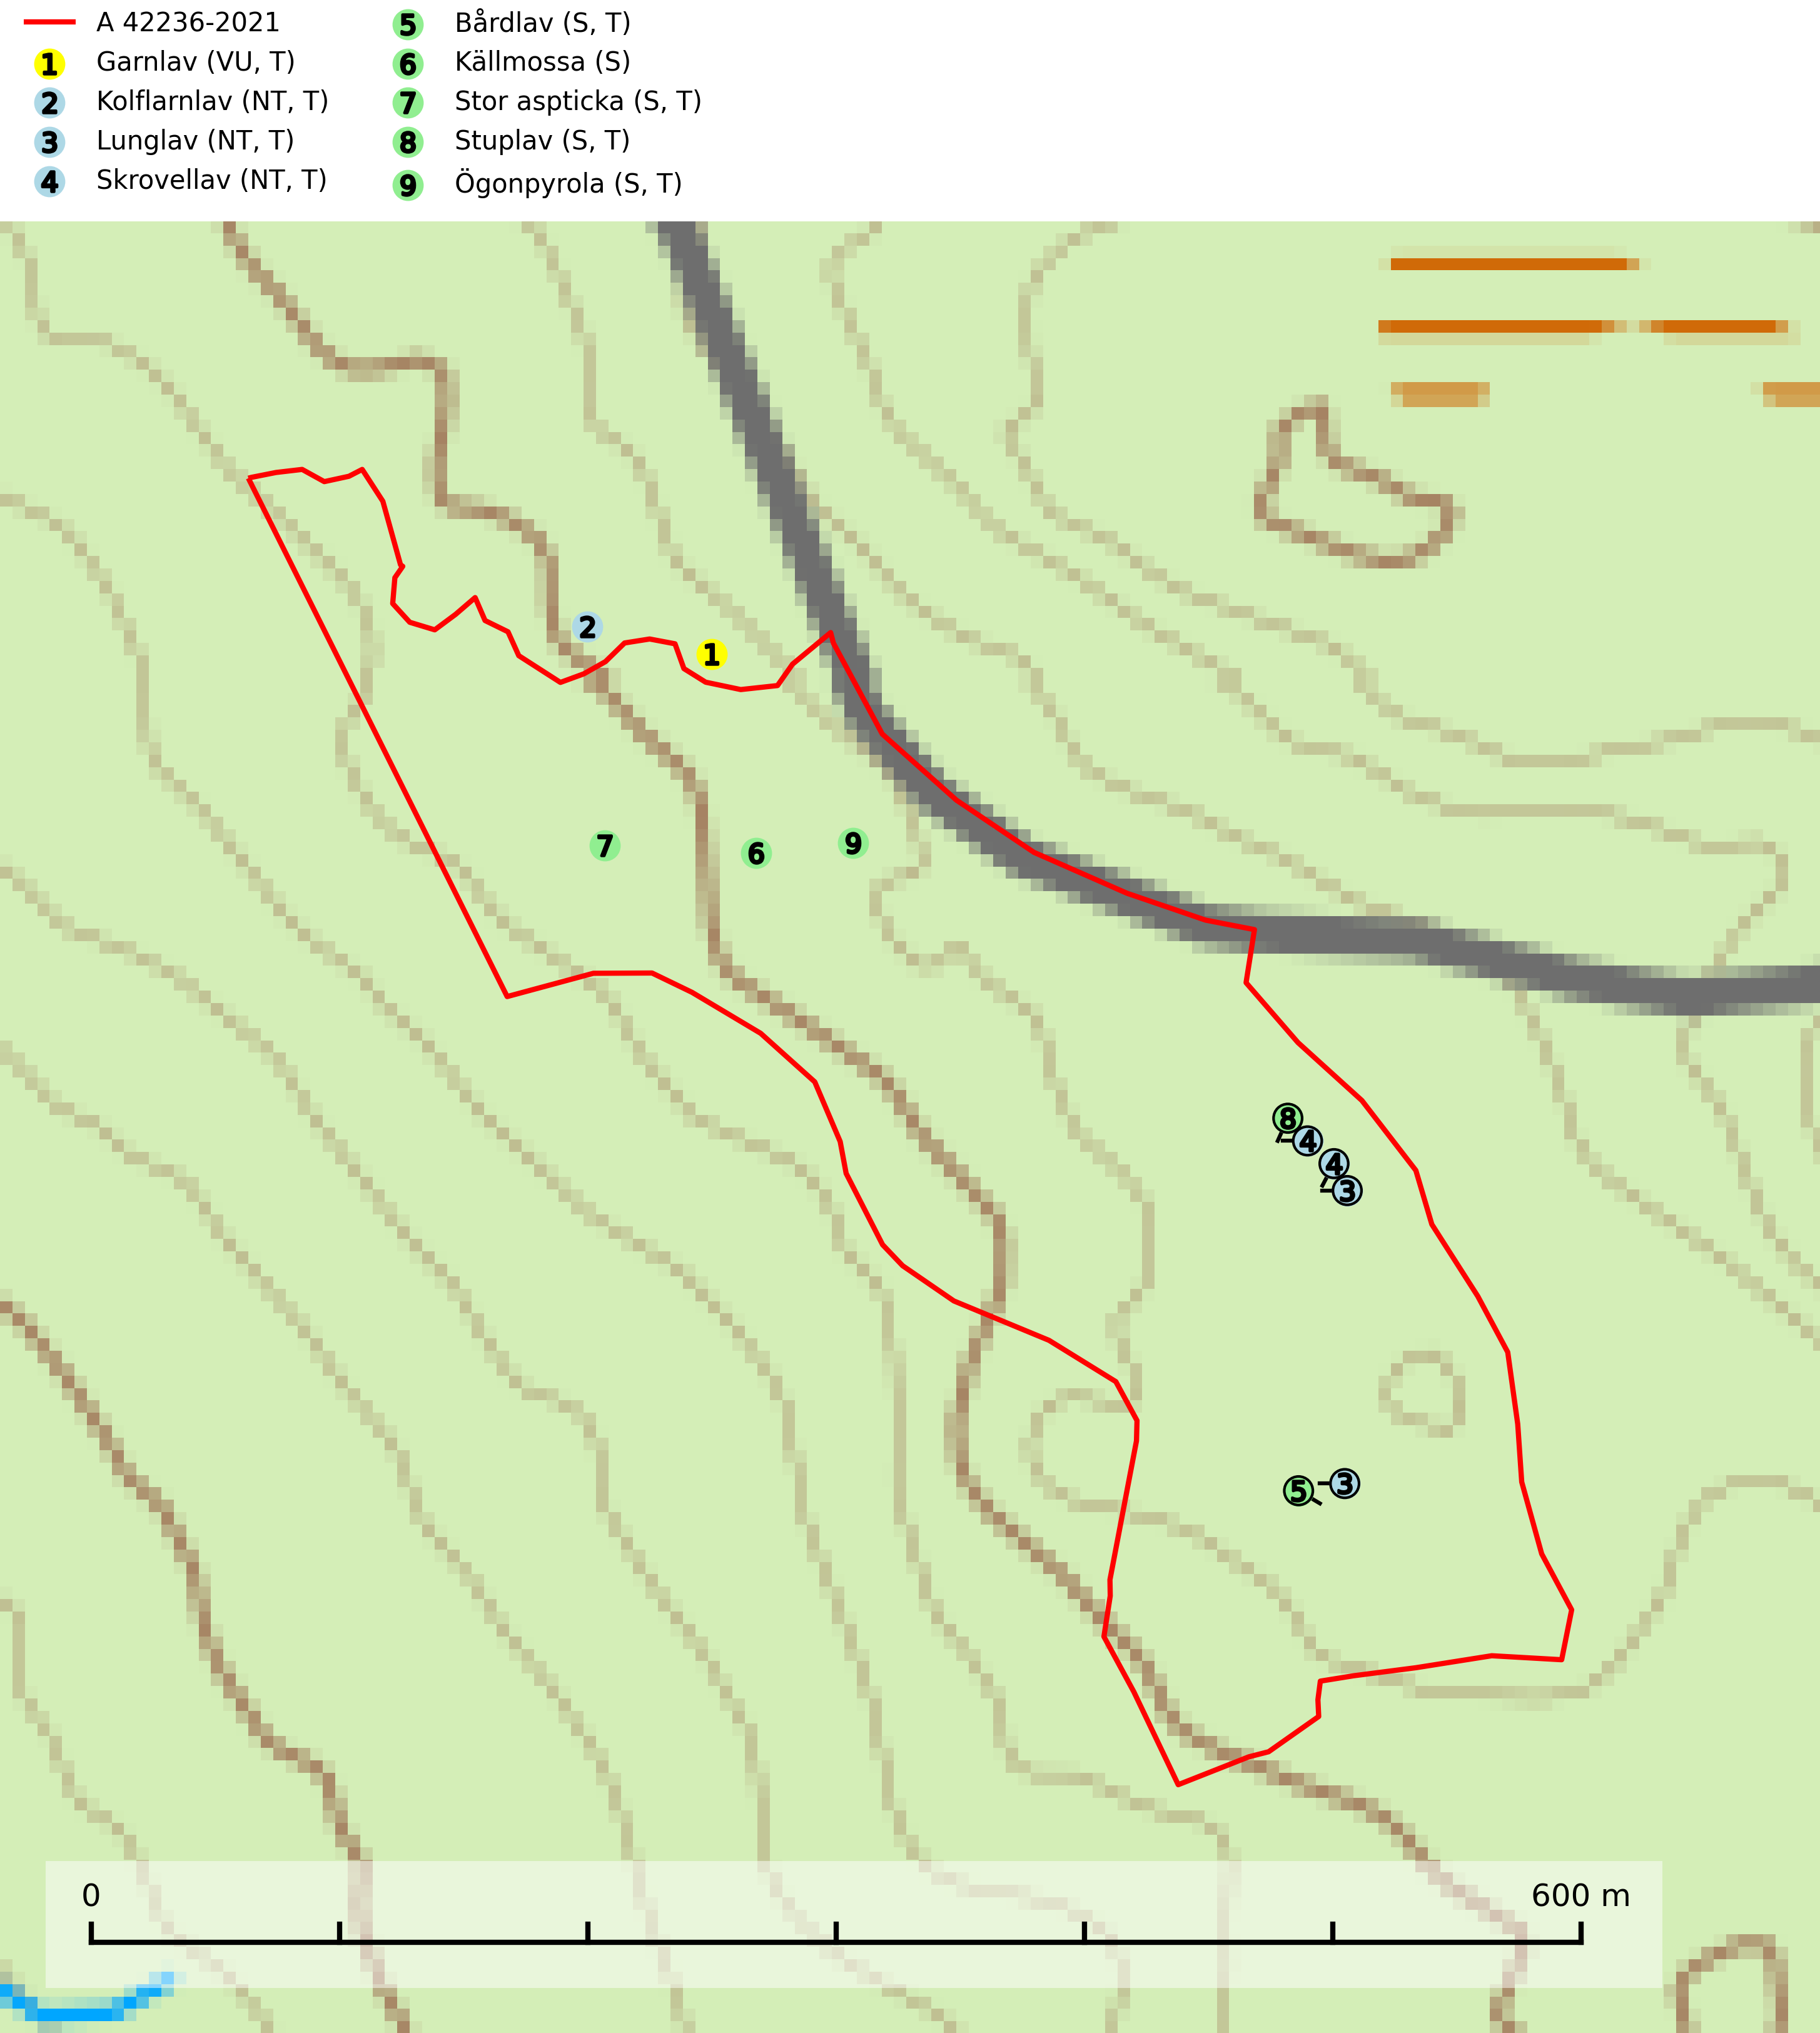 A 42236-2021
1 Garnlav (VU, T)
2 Kolflarnlav (NT, T)
3 Lunglav (NT, T)
4 Skrovellav (NT, T)
5 Bårdlav (S, T)
6 Källmossa (S)
7 Stor aspticka (S, T)
8 Stuplav (S, T)
9 Ögonpyrola (S, T)
2
1
7
6
9
8
4
4
3
5
3
0
600 m